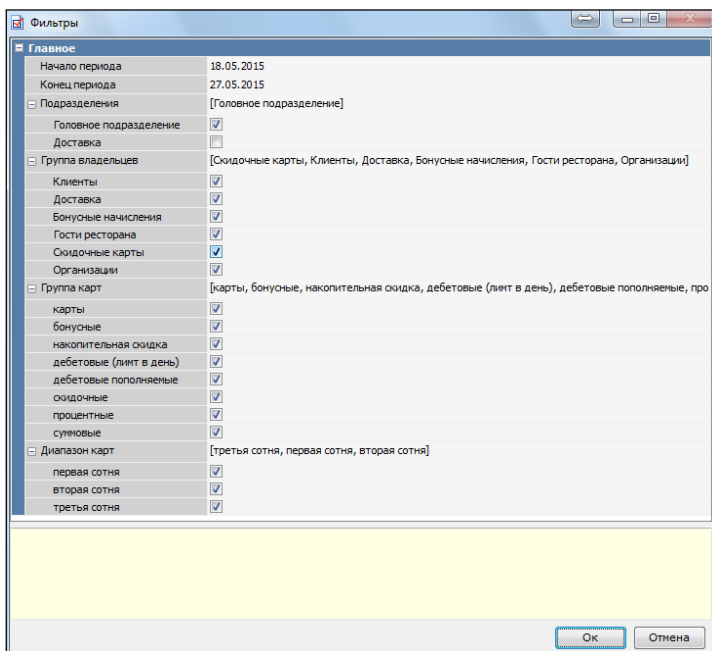 Фильтры
Главное
Начало периода 18.05.2015
Конец периода 27.05.2015
Подразделения [Головное подразделение]
Головное подразделение
Доставка
Группа владельцев [Скидочные карты, Клиенты, Доставка, Бонусные начисления, Гости ресторана, Организации]
Клиенты
Доставка
Бонусные начисления
Гости ресторана
Скидочные карты
Организации
Группа карт [карты, бонусные, накопительная скидка, дебетовые (лимт в день), дебетовые пополняемые, про
карты
бонусные
накопительная скидка
дебетовые (лимт в день)
дебетовые пополняемые
скидочные
процентные
суммовые
Диапазон карт [третья сотня, первая сотня, вторая сотня]
первая сотня
вторая сотня
третья сотня
Ок Отмена